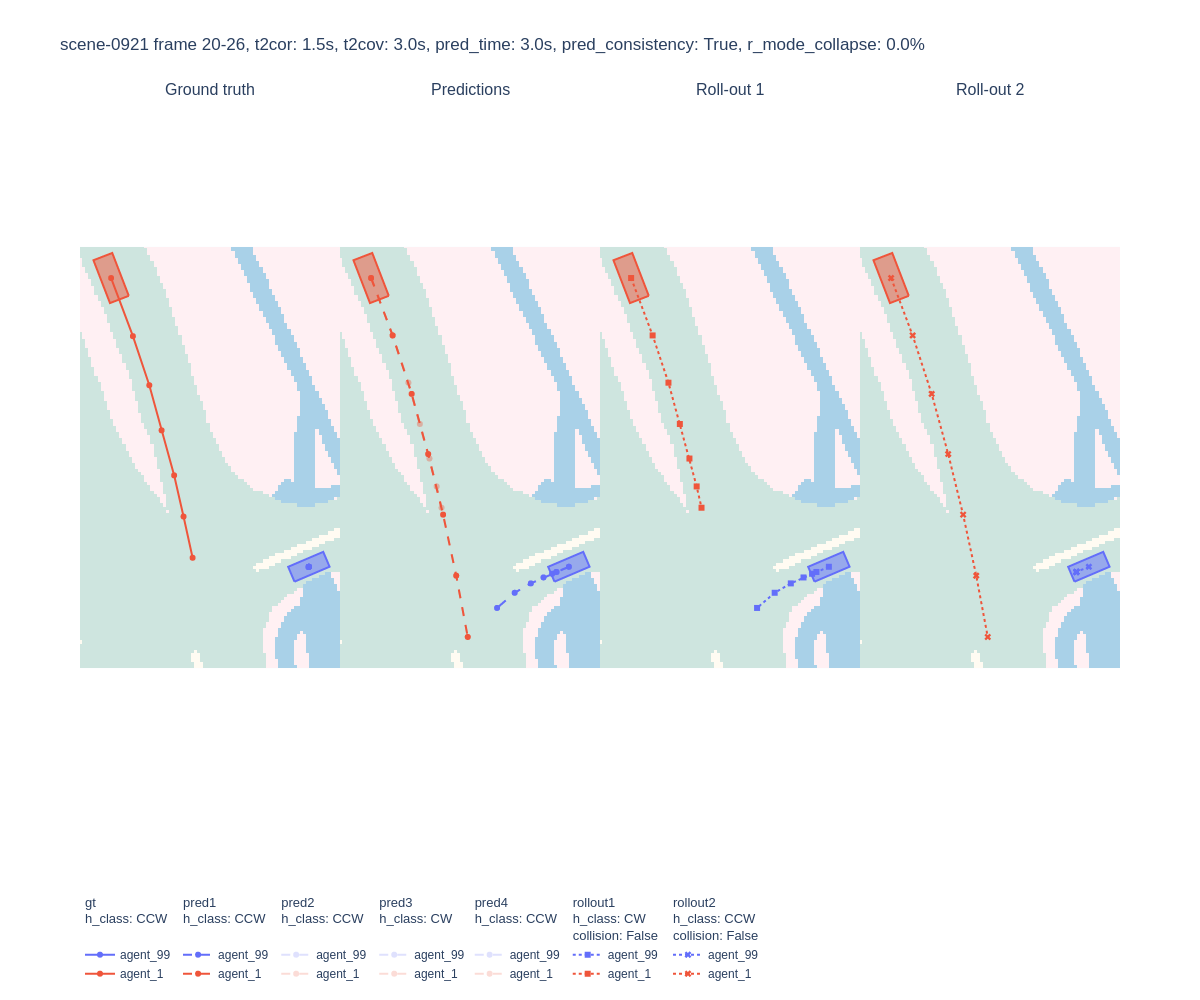 scene-0921 frame 20-26, t2cor: 1.5s, t2cov: 3.0s, pred_time: 3.0s, pred_consistency: True, r_mode_collapse: 0.0%
Ground truth
Predictions
Roll-out 1
Roll-out 2
gt
h_class: CCW
agent_99
agent_1
pred1
h_class: CCW
agent_99
agent_1
pred2
h_class: CCW
agent_99
agent_1
pred3
h_class: CW
agent_99
agent_1
pred4
h_class: CCW
agent_99
agent_1
rollout1
h_class: CW
collision: False
agent_99
agent_1
rollout2
h_class: CCW
collision: False
agent_99
agent_1